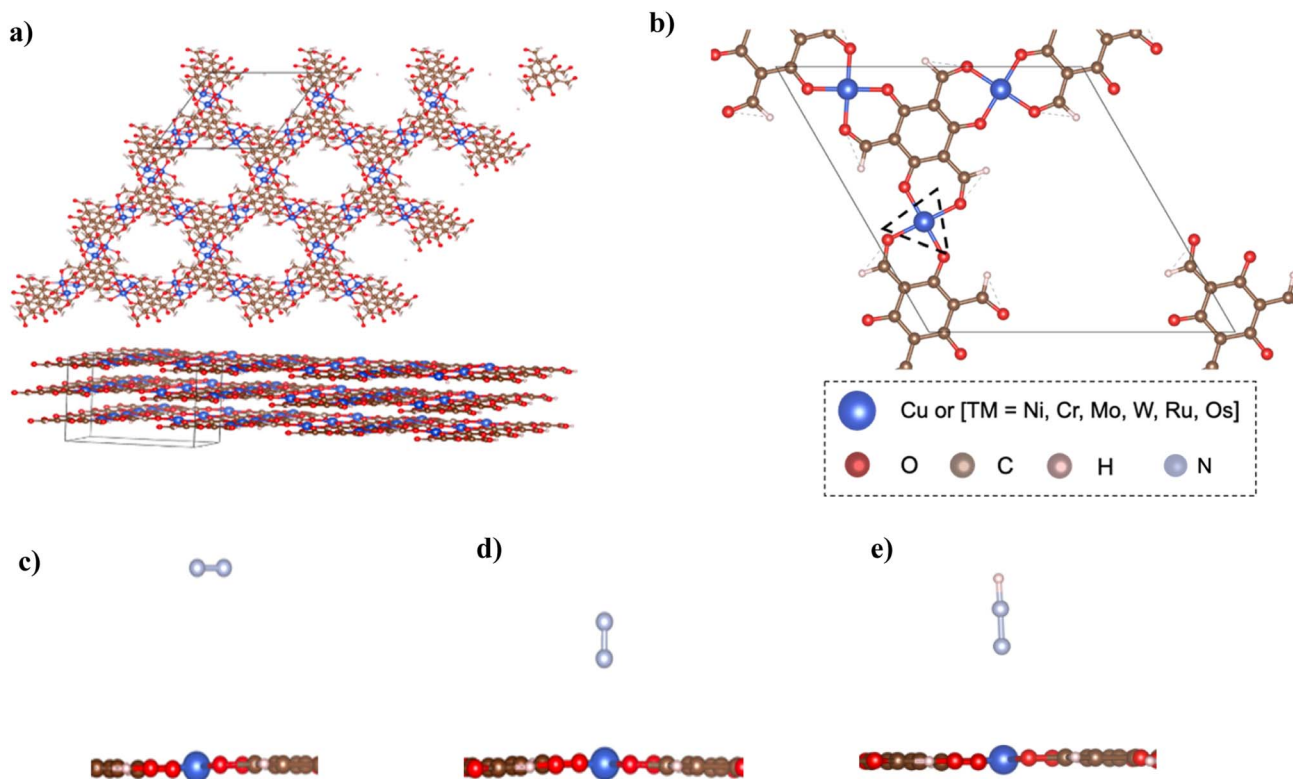 a)
b)
Cu or [TM = Ni, Cr, Mo, W, Ru, Os]
O C H N
c)
d)
e)